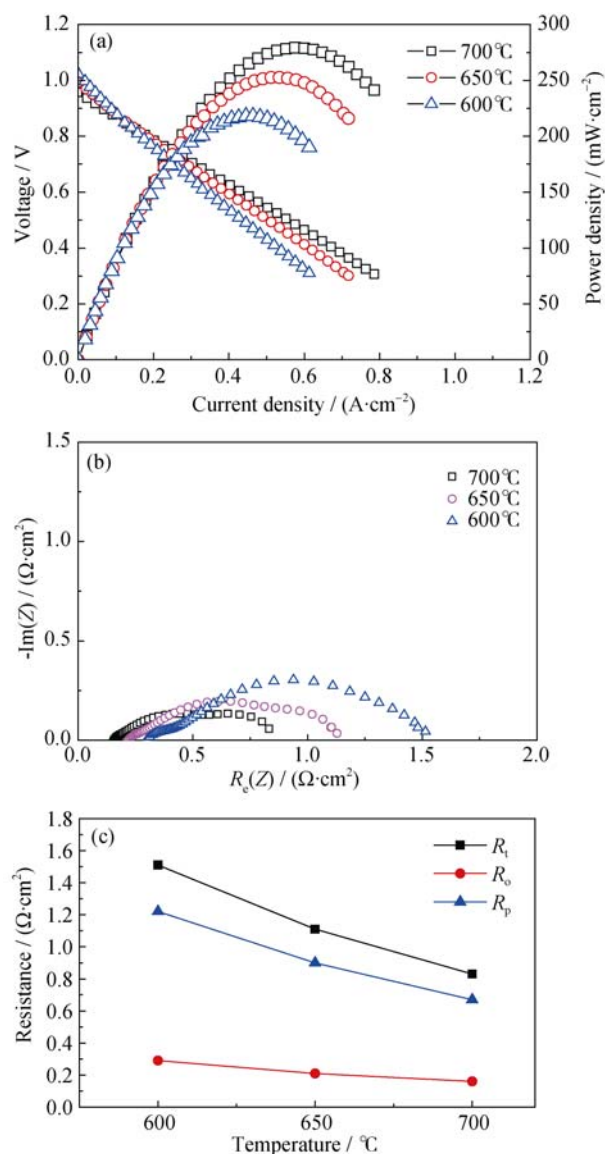 (a)
700℃
650℃
600℃
Voltage / V
Power density / (mW·cm⁻²)
1.2
1.0
0.8
0.6
0.4
0.2
0.0
300
250
200
150
100
50
0
0 0.2 0.4 0.6 0.8 1.0 1.2
Current density / (A·cm⁻²)
(b)
700℃
650℃
600℃
-Im(Z) / (Ω·cm²)
1.5
1.0
0.5
0.0
0.0 0.5 1.0 1.5 2.0
Rₑ(Z) / (Ω·cm²)
(c)
Rₜ
Rₒ
Rₚ
Resistance / (Ω·cm²)
1.8
1.6
1.4
1.2
1.0
0.8
0.6
0.4
0.2
0.0
600 650 700
Temperature / ℃